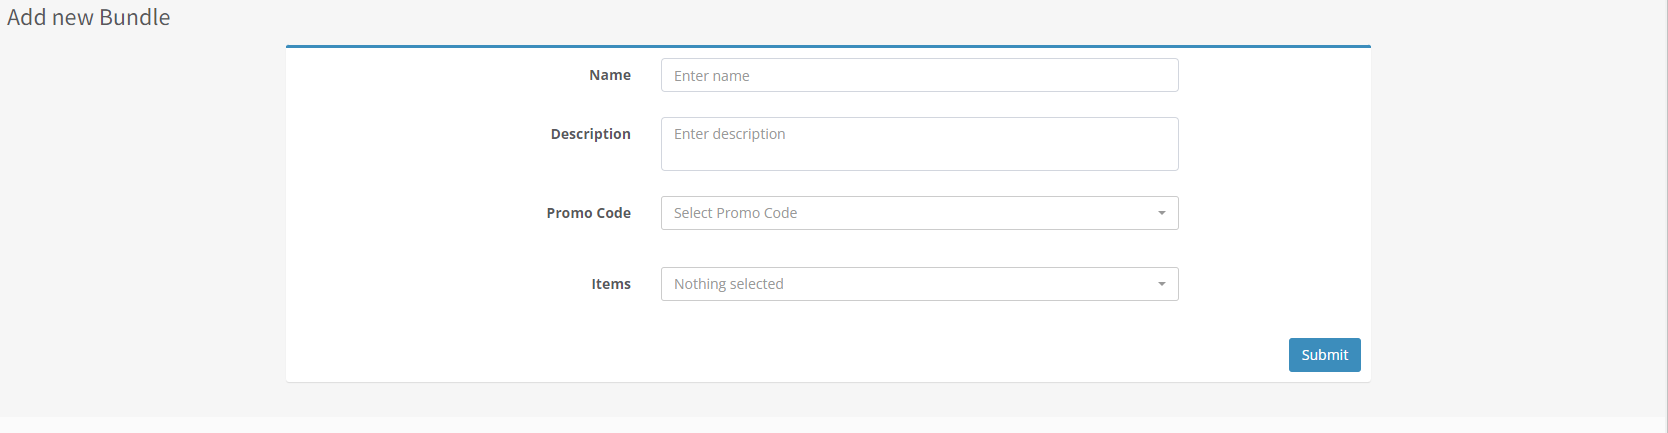 Add new Bundle
Name
Enter name
Description
Enter description
Promo Code
Select Promo Code
Items
Nothing selected
Submit